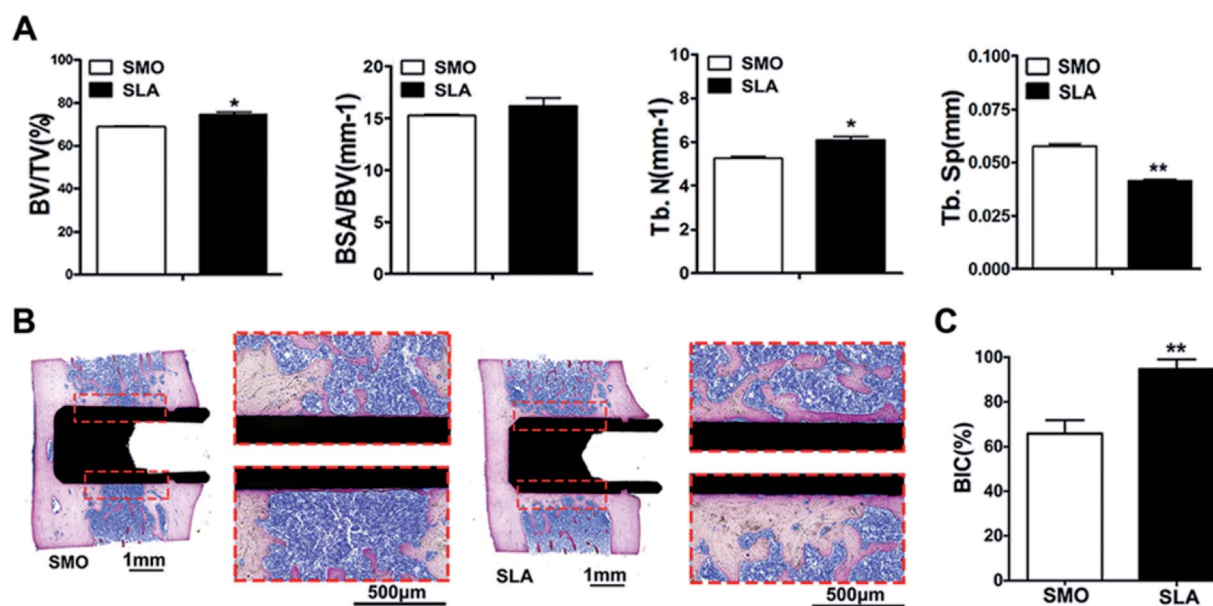 A
BV/TV(%)
100
80
60
40
20
0
SMO
SLA
*
BSA/BV(mm-1)
20
15
10
5
0
SMO
SLA
Tb. N(mm-1)
10
8
6
4
2
0
SMO
SLA
*
Tb. Sp(mm)
0.100
0.075
0.050
0.025
0.000
SMO
SLA
**
B
SMO
1mm
500μm
SLA
1mm
500μm
C
BIC(%)
100
80
60
40
20
0
**
SMO
SLA